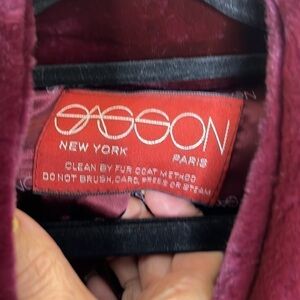 SASSON
NEW YORK PARIS
CLEAN BY FUR COAT METHOD
DO NOT BRUSH, CARD, PRESS OR STEAM